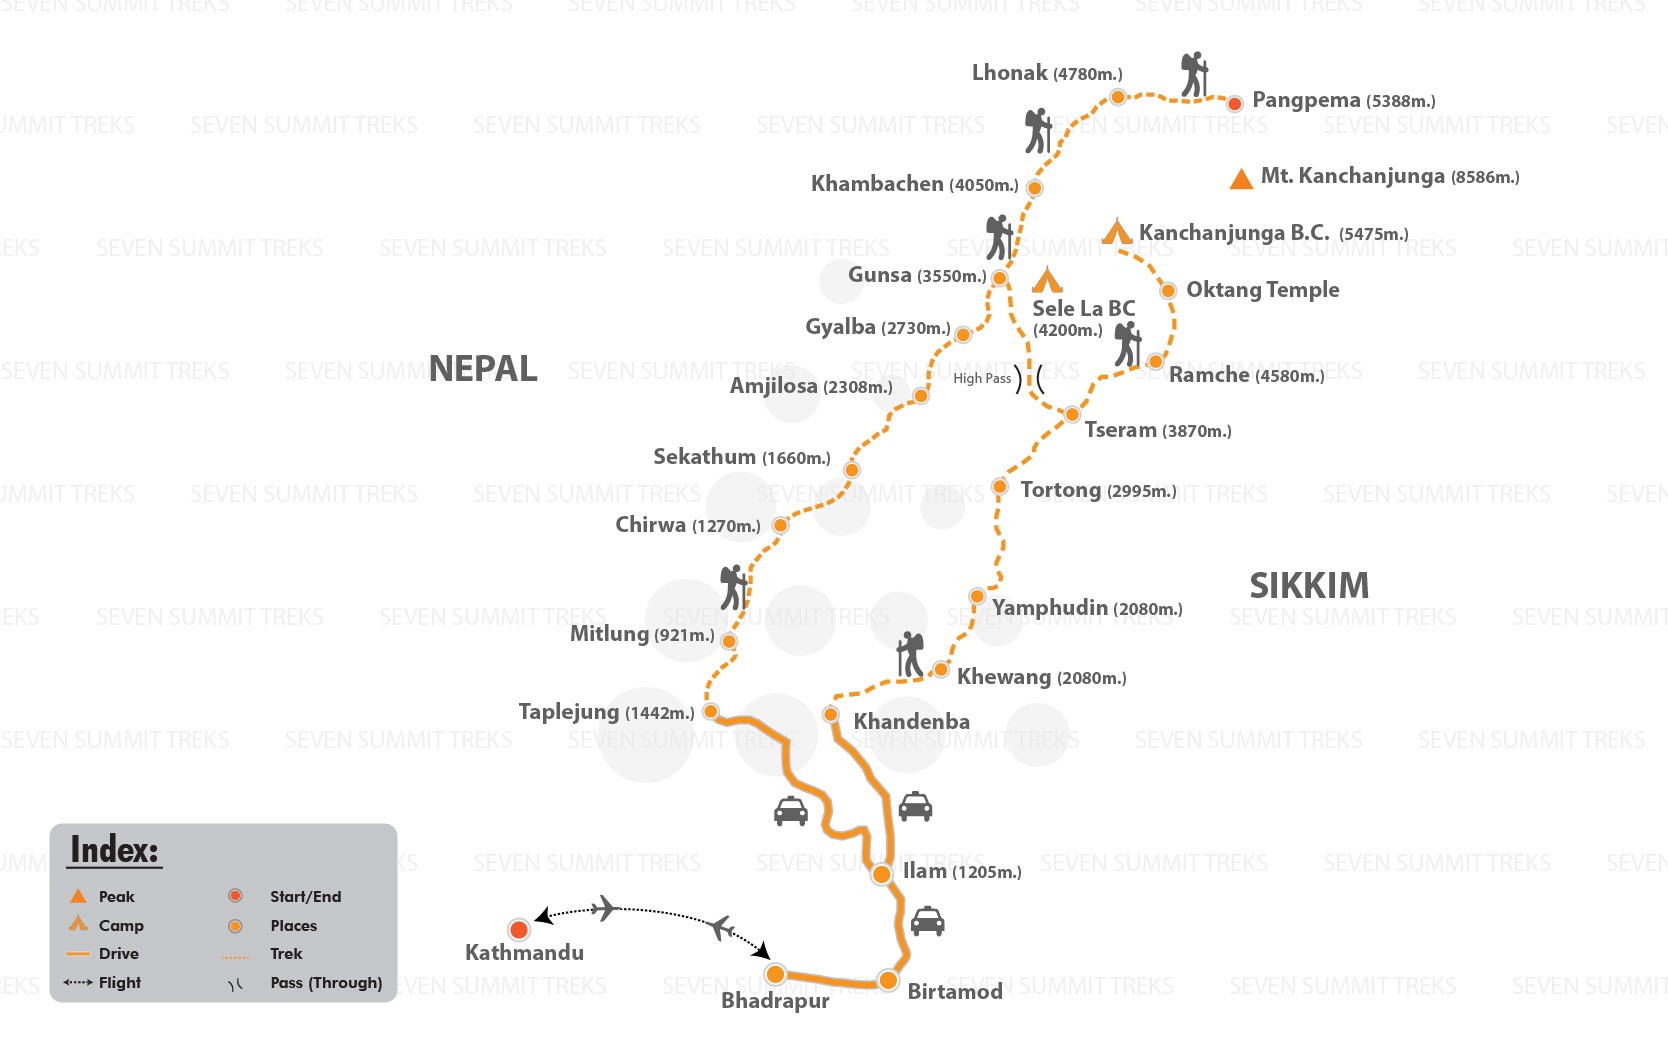 SEVEN SUMMIT TREKS
Lhonak (4780m.)
Pangpema (5388m.)
Mt. Kanchanjunga (8586m.)
Khambachen (4050m.)
Kanchanjunga B.C. (5475m.)
Gunsa (3550m.)
Oktang Temple
Sele La BC
(4200m.)
Gyalba (2730m.)
NEPAL
High Pass
Ramche (4580m.)
Amjilosa (2308m.)
Tseram (3870m.)
Sekathum (1660m.)
Tortong (2995m.)
Chirwa (1270m.)
SIKKIM
Yamphudin (2080m.)
Mitlung (921m.)
Khewang (2080m.)
Taplejung (1442m.)
Khandenba
Ilam (1205m.)
Kathmandu
Bhadrapur
Birtamod
Index:
Peak
Start/End
Camp
Places
Drive
Trek
Flight
Pass (Through)